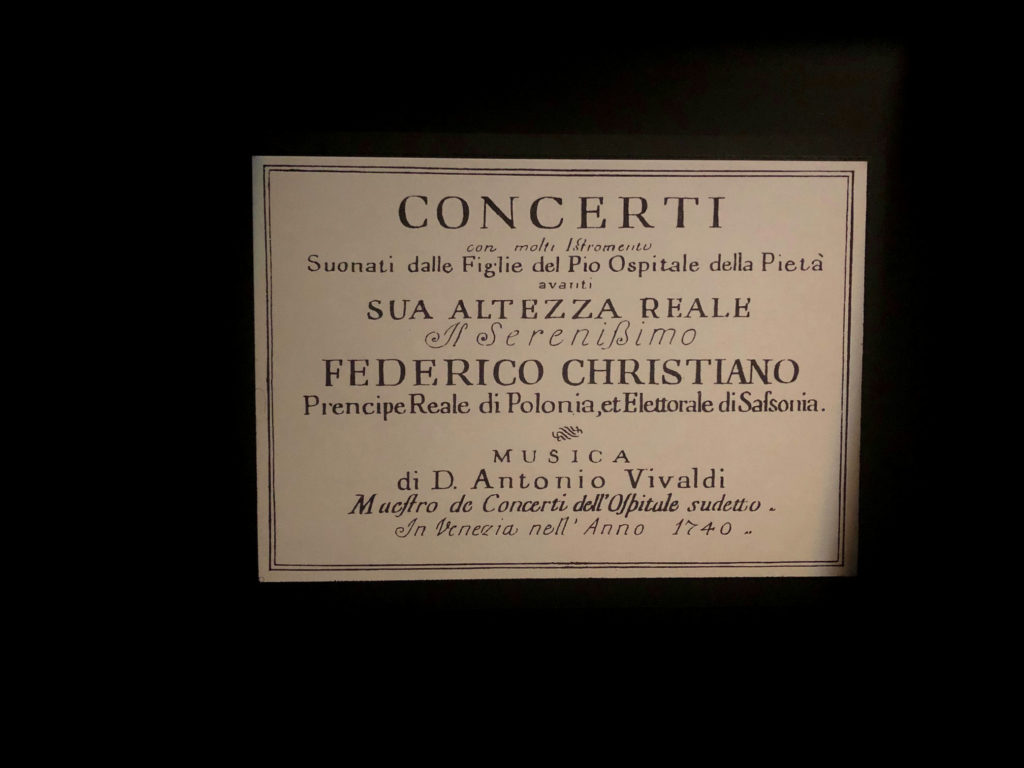 CONCERTI
con molti Istromenti
Suonati dalle Figlie del Pio Ospitale della Pietà
avanti
SUA ALTEZZA REALE
Il Sereniſsimo
FEDERICO CHRISTIANO
Prencipe Reale di Polonia, et Elettorale di Saſsonia.
MUSICA
di D. Antonio Vivaldi
Maeſtro de Concerti dell'Oſpitale sudetto.
In Venezia nell' Anno 1740..